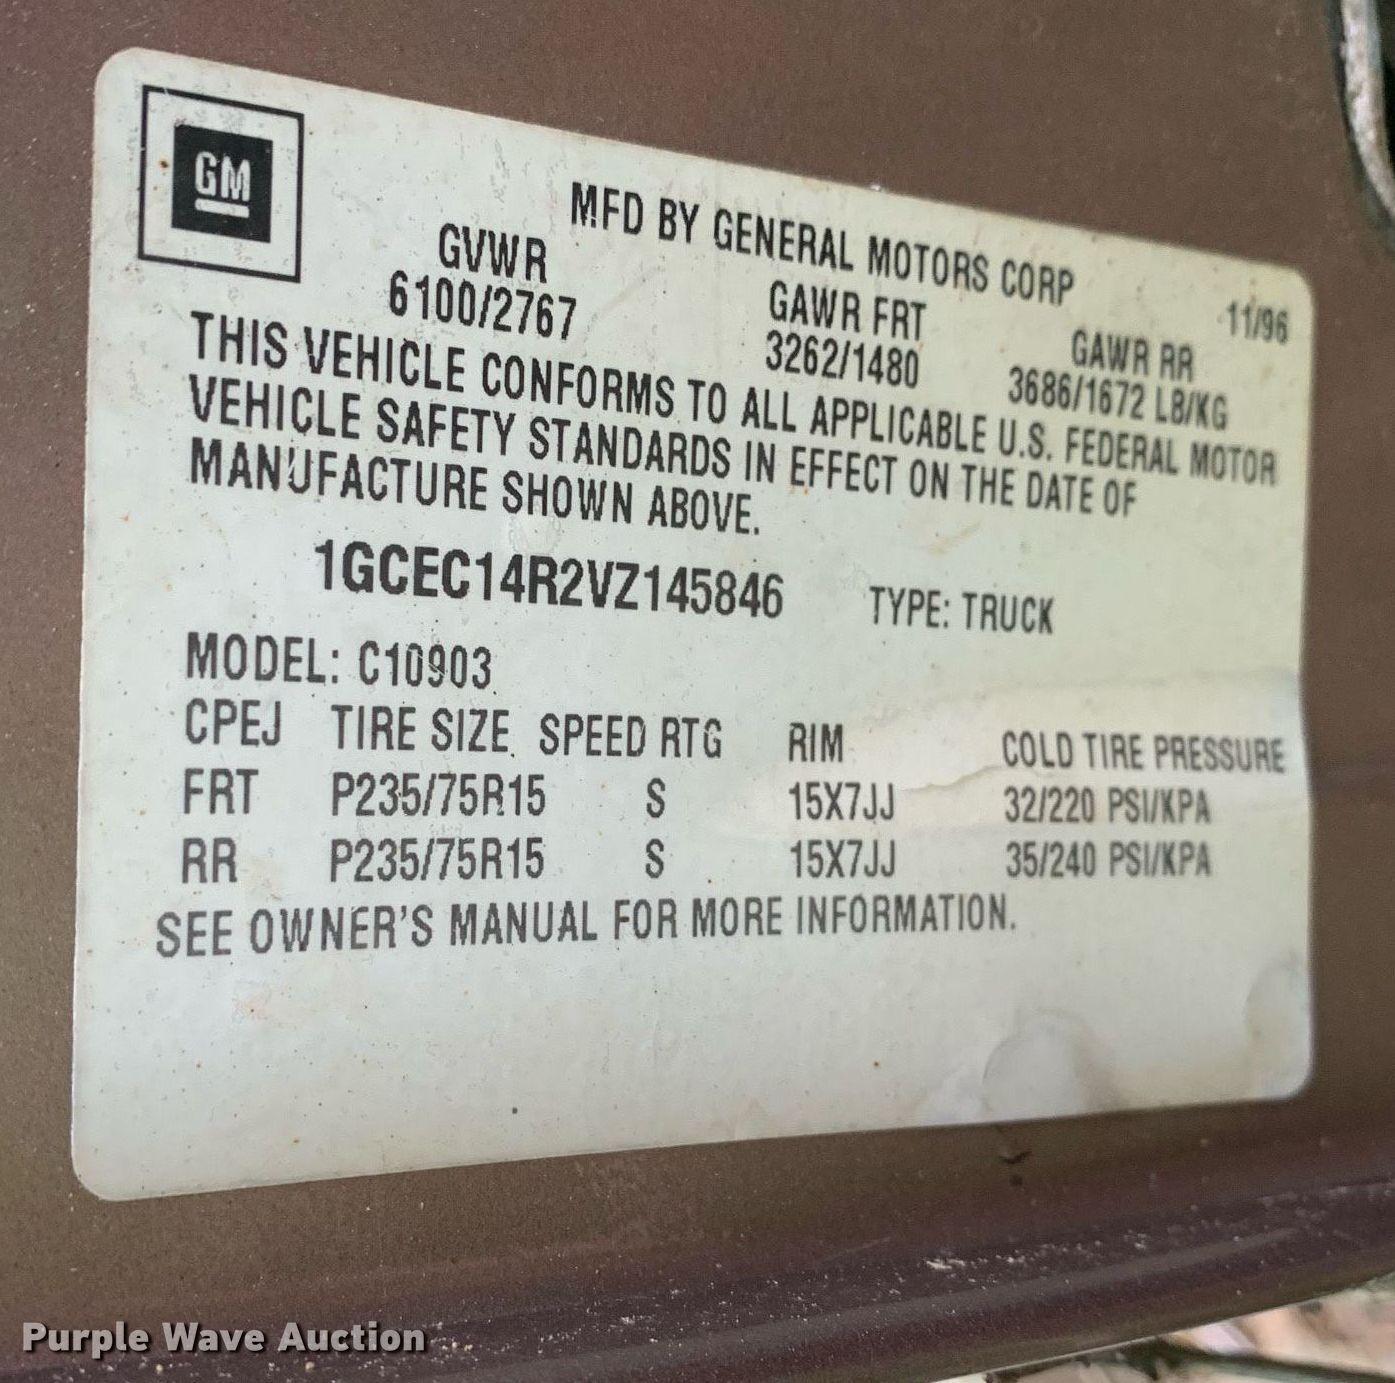 GM
MFD BY GENERAL MOTORS CORP
11/96
GVWR GAWR FRT GAWR RR
6100/2767 3262/1480 3686/1672 LB/KG
THIS VEHICLE CONFORMS TO ALL APPLICABLE U.S. FEDERAL MOTOR
VEHICLE SAFETY STANDARDS IN EFFECT ON THE DATE OF
MANUFACTURE SHOWN ABOVE.
1GCEC14R2VZ145846 TYPE: TRUCK
MODEL: C10903
CPEJ TIRE SIZE SPEED RTG RIM COLD TIRE PRESSURE
FRT P235/75R15 S 15X7JJ 32/220 PSI/KPA
RR P235/75R15 S 15X7JJ 35/240 PSI/KPA
SEE OWNER'S MANUAL FOR MORE INFORMATION.
Purple Wave Auction